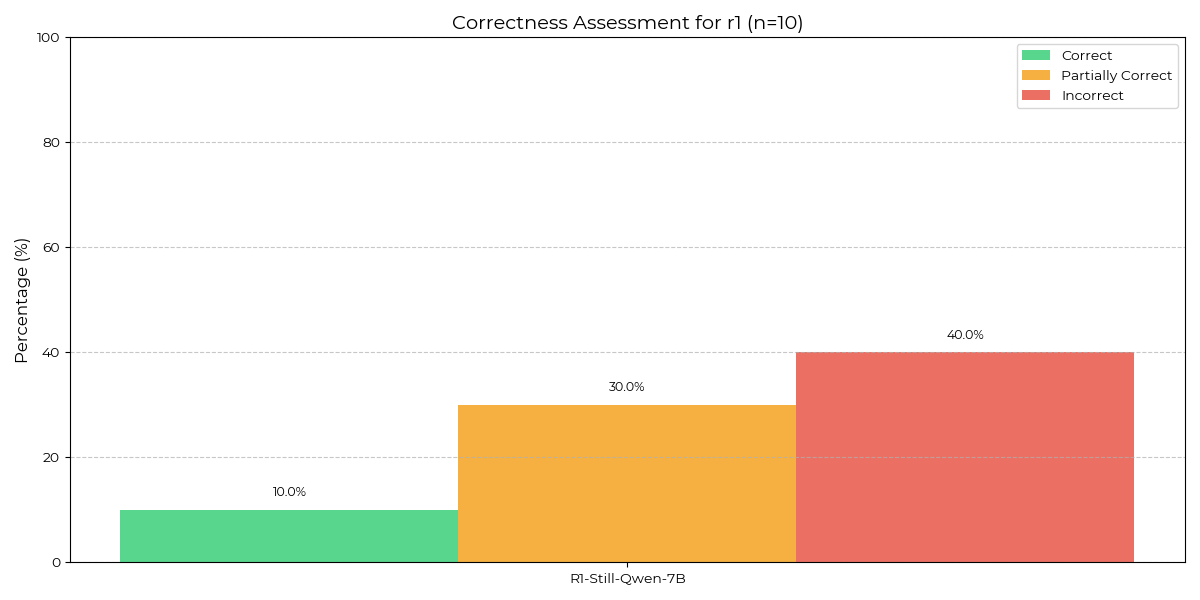 Correctness Assessment for r1 (n=10)
100
80
60
40
20
0
Percentage (%)
Correct
Partially Correct
Incorrect
10.0%
30.0%
40.0%
R1-Still-Qwen-7B